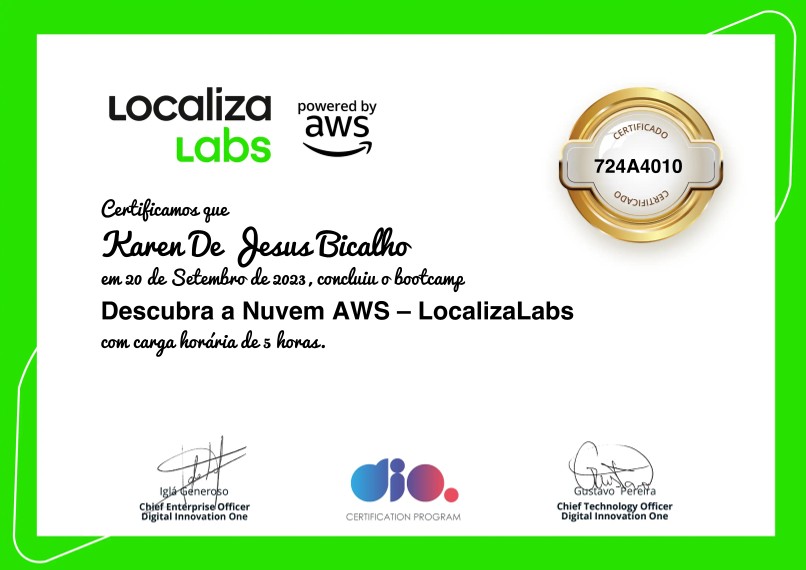 Localiza
Labs
powered by
aws
CERTIFICADO
724A4010
CERTIFICADO
Certificamos que
Karen De Jesus Bicalho
em 20 de Setembro de 2023, concluiu o bootcamp
Descubra a Nuvem AWS – LocalizaLabs
com carga horária de 5 horas.
Iglá Generoso
Chief Enterprise Officer
Digital Innovation One
dio.
CERTIFICATION PROGRAM
Gustavo Pereira
Chief Technology Officer
Digital Innovation One